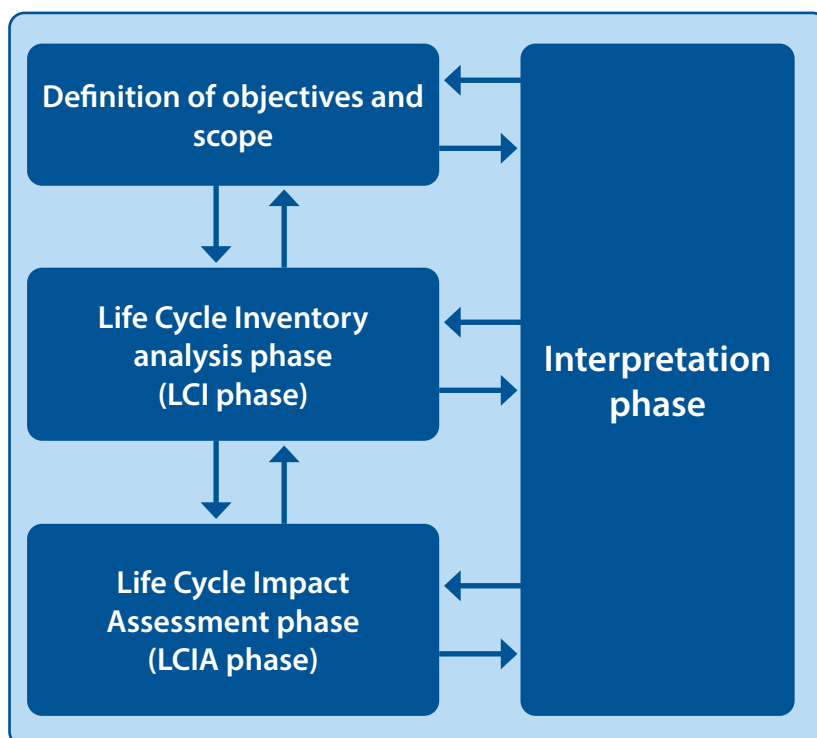 Definition of objectives and
scope
Life Cycle Inventory
analysis phase
(LCI phase)
Interpretation
phase
Life Cycle Impact
Assessment phase
(LCIA phase)